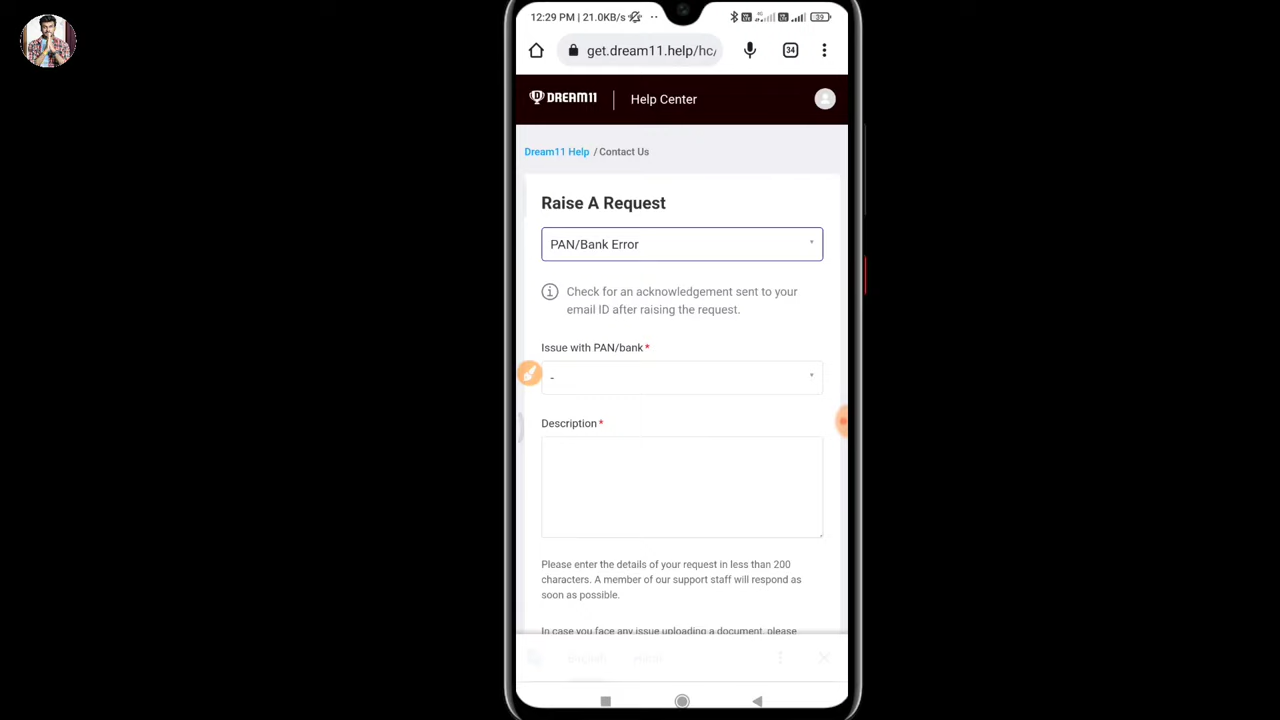 12:29 PM | 21.0KB/s
39
get.dream11.help/hc/
34
DREAM11
Help Center
Dream11 Help / Contact Us
Raise A Request
PAN/Bank Error
Check for an acknowledgement sent to your
email ID after raising the request.
Issue with PAN/bank*
-
Description*
Please enter the details of your request in less than 200
characters. A member of our support staff will respond as
soon as possible.
In case you face any issue uploading a document, please
English
Hindi